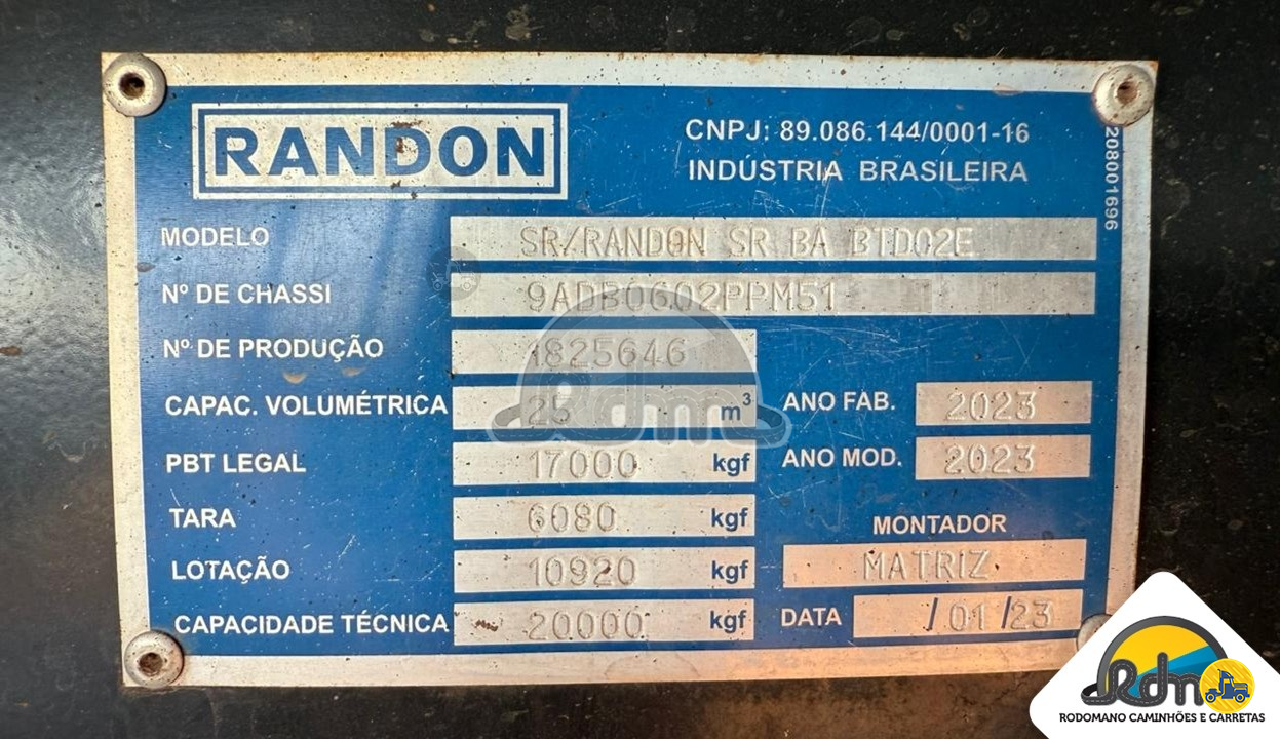 RANDON
CNPJ: 89.086.144/0001-16
INDÚSTRIA BRASILEIRA
208001696
MODELO SR/RANDON SR BA BTD02E
Nº DE CHASSI 9ADB0602PPM51
Nº DE PRODUÇÃO 1825646
CAPAC. VOLUMÉTRICA 25 m³ ANO FAB. 2023
PBT LEGAL 17000 kgf ANO MOD. 2023
TARA 6080 kgf MONTADOR
LOTAÇÃO 10920 kgf MATRIZ
CAPACIDADE TÉCNICA 20000 kgf DATA /01/23
rdm
rdm
RODOMANO CAMINHÕES E CARRETAS